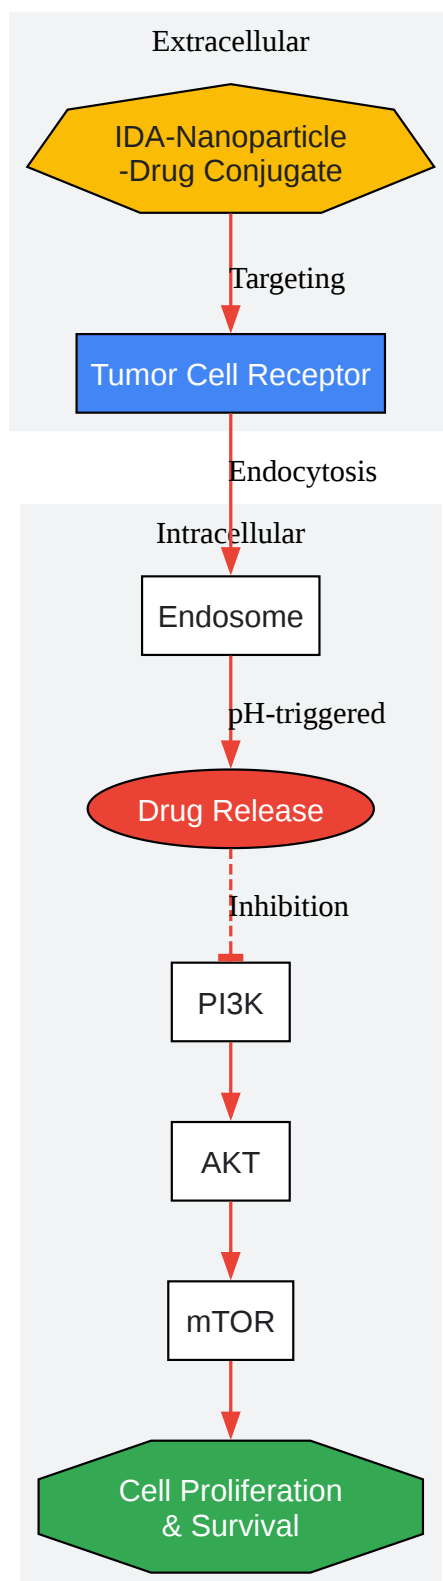 Extracellular
IDA-Nanoparticle
-Drug Conjugate
Targeting
Tumor Cell Receptor
Endocytosis
Intracellular
Endosome
pH-triggered
Drug Release
Inhibition
PI3K
AKT
mTOR
Cell Proliferation
& Survival